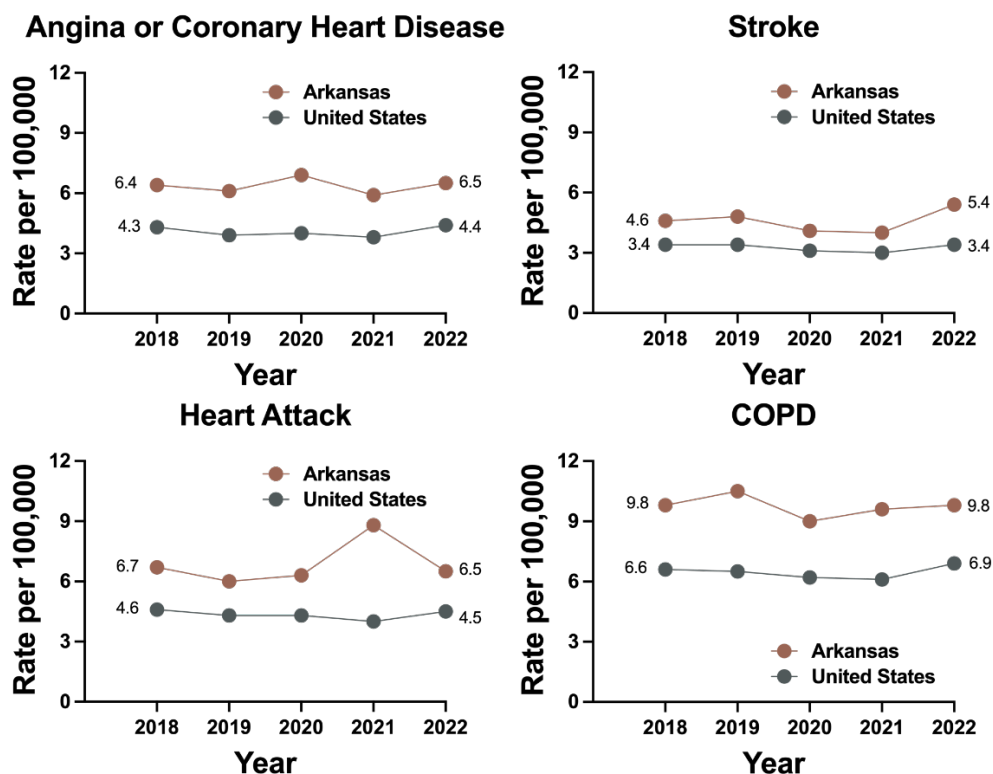 Angina or Coronary Heart Disease
Rate per 100,000
12
9
6
3
0
Arkansas
United States
6.4
4.3
6.5
4.4
2018 2019 2020 2021 2022
Year
Stroke
Rate per 100,000
12
9
6
3
0
Arkansas
United States
4.6
3.4
5.4
3.4
2018 2019 2020 2021 2022
Year
Heart Attack
Rate per 100,000
12
9
6
3
0
Arkansas
United States
6.7
4.6
6.5
4.5
2018 2019 2020 2021 2022
Year
COPD
Rate per 100,000
12
9
6
3
0
9.8
6.6
9.8
6.9
Arkansas
United States
2018 2019 2020 2021 2022
Year